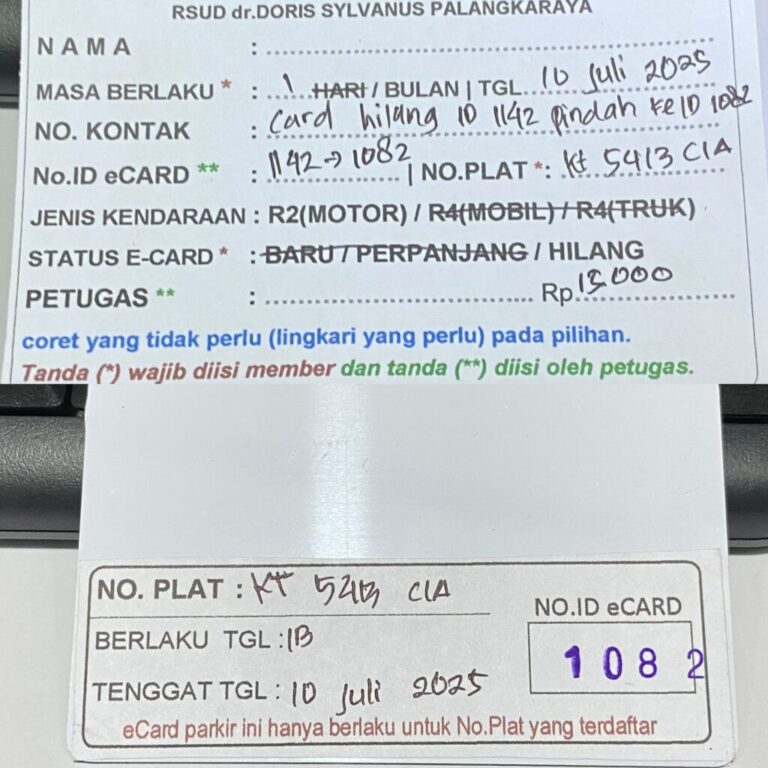 RSUD dr.DORIS SYLVANUS PALANGKARAYA
NAMA : 
MASA BERLAKU * : 1 HARI / BULAN | TGL 10 Juli 2025
NO. KONTAK : Card hilang ID 1142 pindah ke ID 1082
No.ID eCARD ** : 1142 → 1082 | NO.PLAT *: kt 5413 CIA
JENIS KENDARAAN : R2(MOTOR) / R4(MOBIL) / R4(TRUK)
STATUS E-CARD * : BARU / PERPANJANG / HILANG
PETUGAS ** : Rp 15.000
coret yang tidak perlu (lingkari yang perlu) pada pilihan.
Tanda (*) wajib diisi member dan tanda (**) diisi oleh petugas.
NO. PLAT : KT 5413 CIA
NO.ID eCARD
BERLAKU TGL : 1B
1082
TENGGAT TGL : 10 Juli 2025
eCard parkir ini hanya berlaku untuk No.Plat yang terdaftar